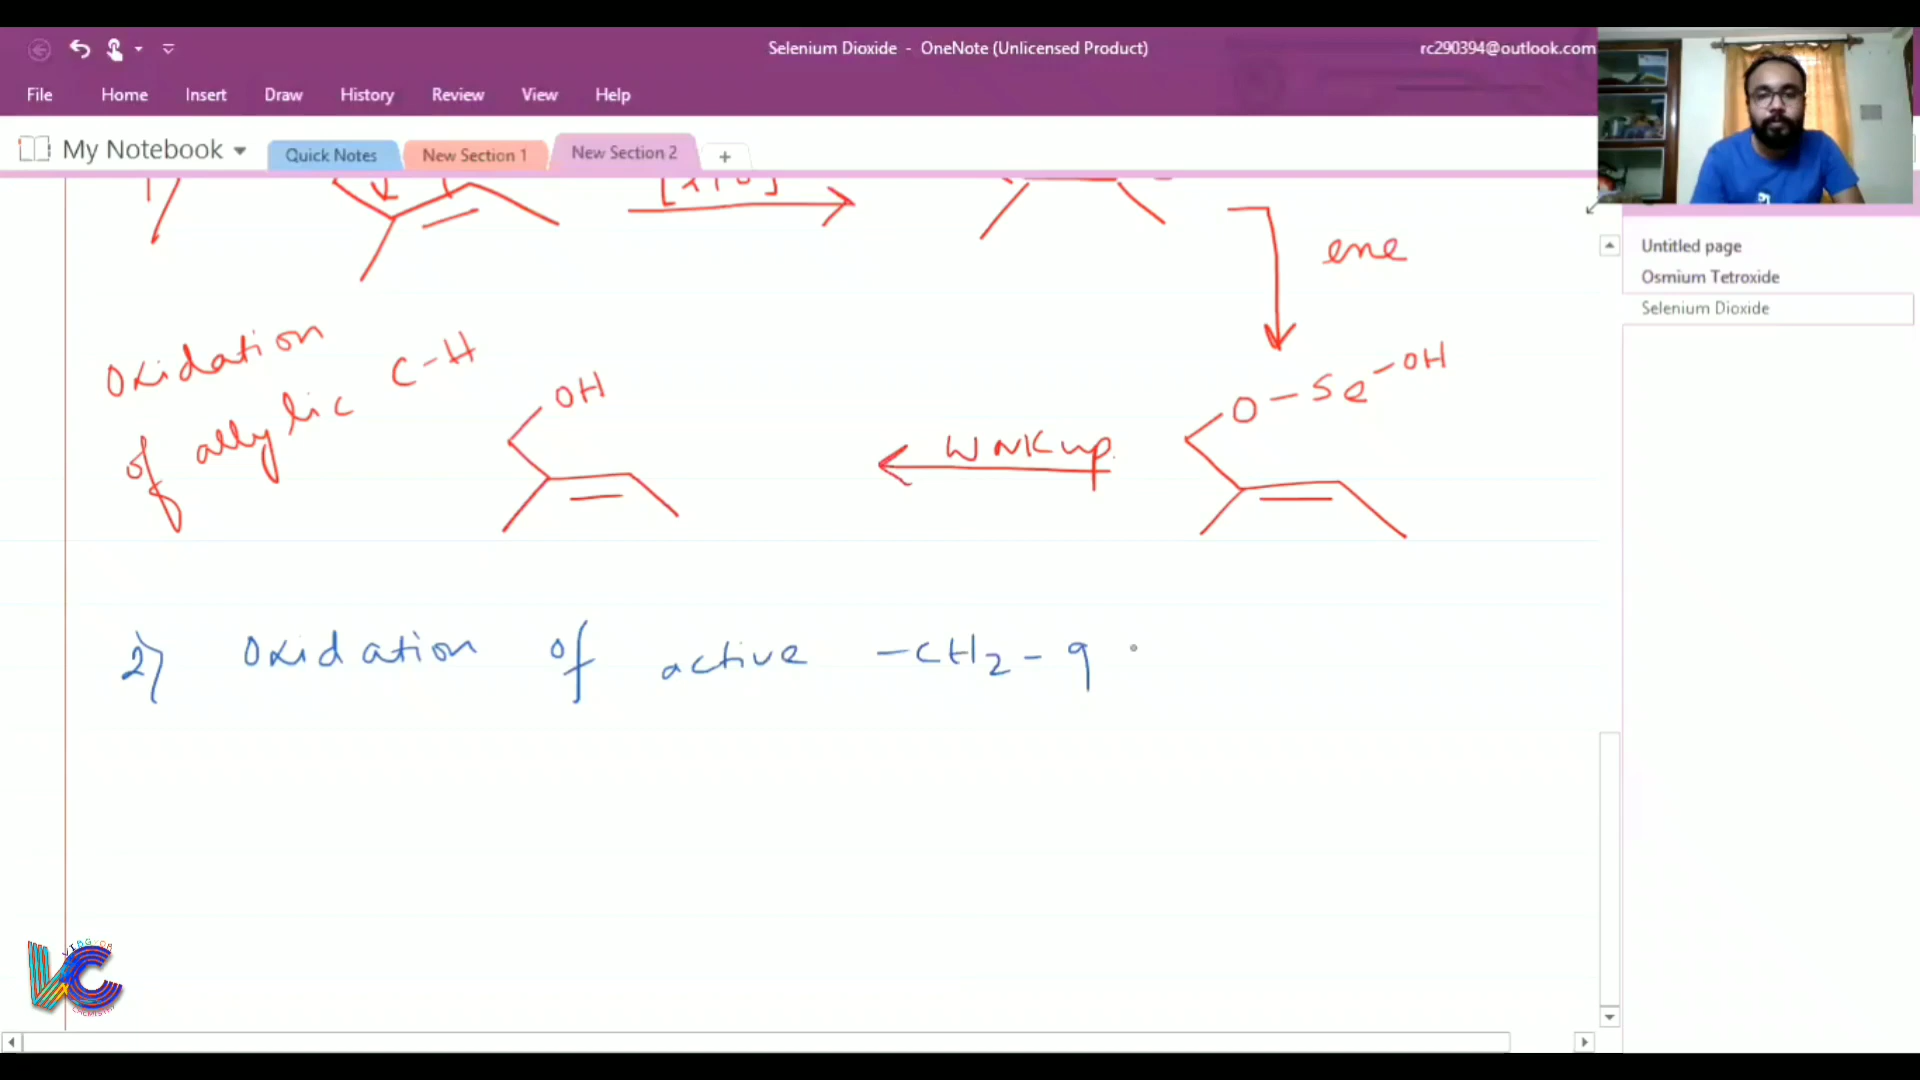 Selenium Dioxide - OneNote (Unlicensed Product)
rc290394@outlook.com
File Home Insert Draw History Review View Help
My Notebook Quick Notes New Section 1 New Section 2 +
Untitled page
Osmium Tetroxide
Selenium Dioxide
ene
Oxidation
of allylic C-H
OH
Workup.
O-Se-OH
2) Oxidation of active -CH2- g
VC